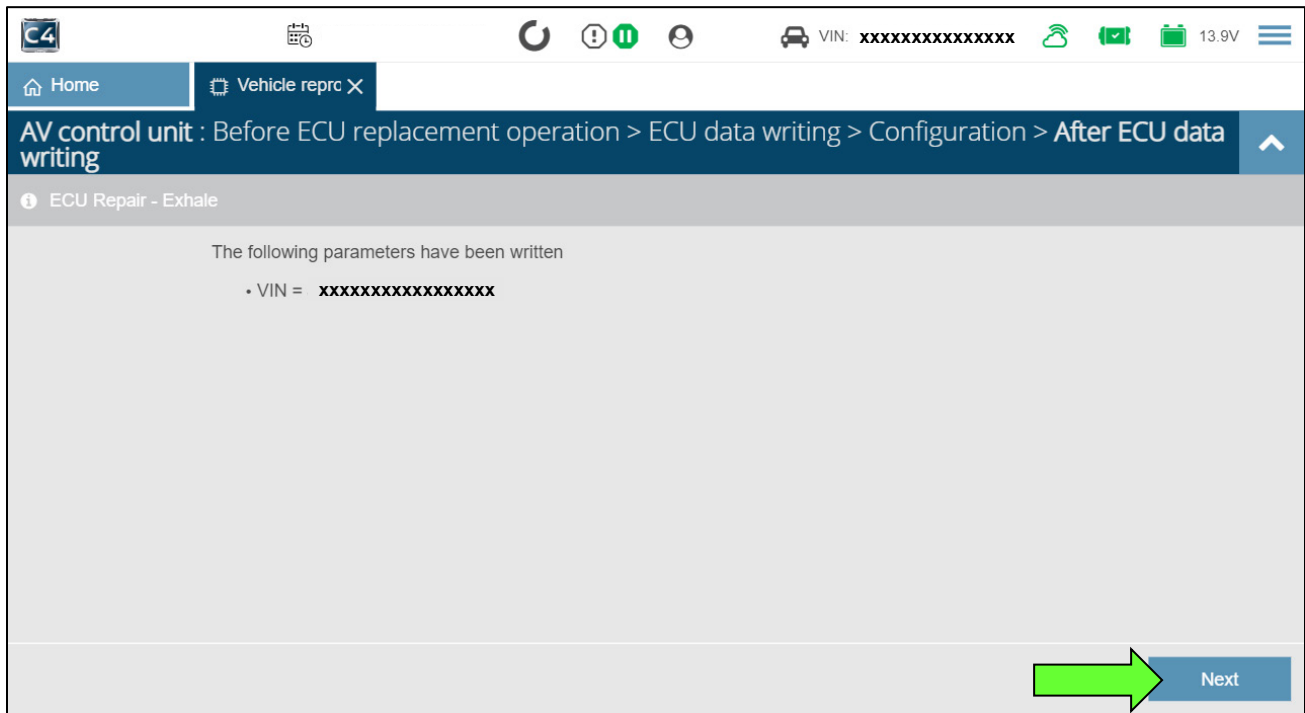 C4
VIN: xxxxxxxxxxxxxxx
13.9V
Home
Vehicle repro
AV control unit : Before ECU replacement operation > ECU data writing > Configuration > After ECU data
writing
ECU Repair - Exhale
The following parameters have been written
• VIN = xxxxxxxxxxxxxxxxx
Next